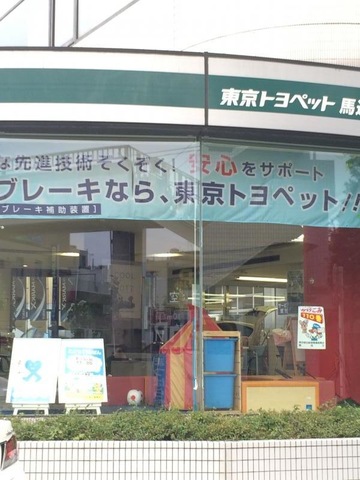 東京トヨペット 馬
な先進技術ぞくぞく! 安心をサポート
ブレーキなら、東京トヨペット!!
ブレーキ補助装置]
110